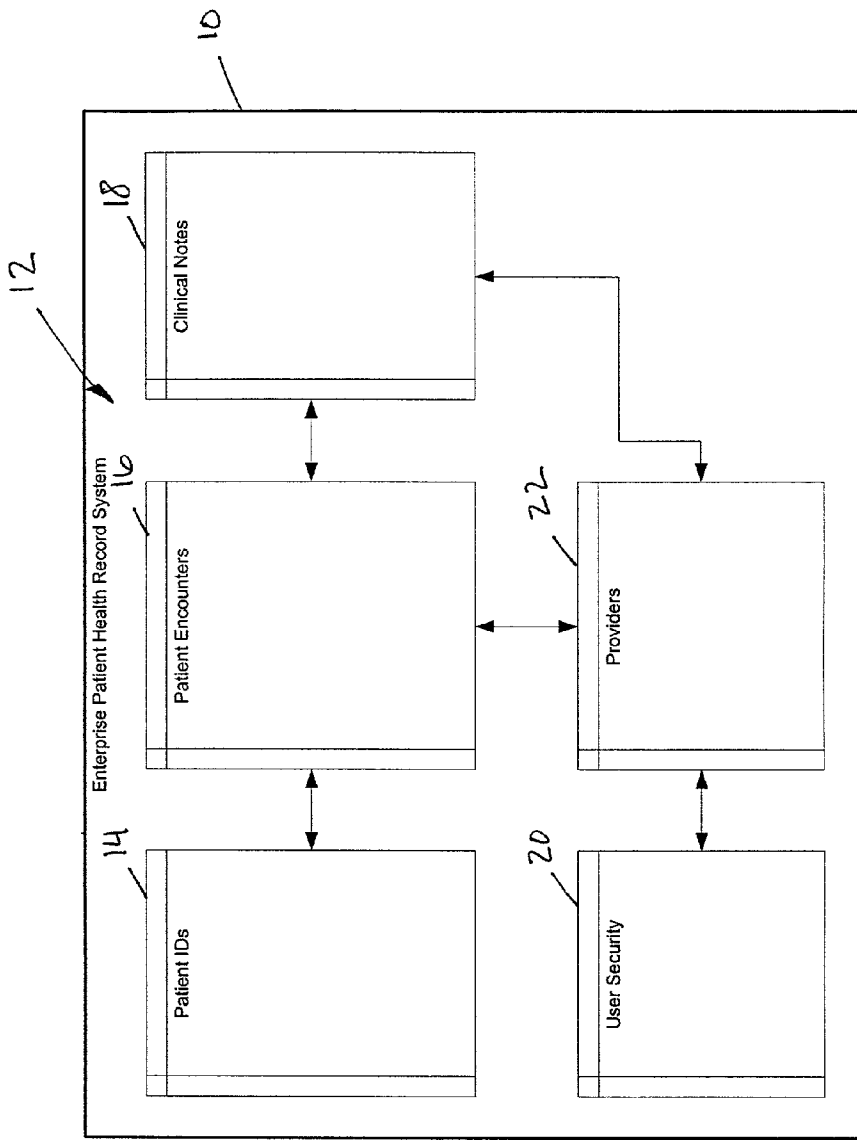 10
12
Enterprise Patient Health Record System
14
Patient IDs
16
Patient Encounters
18
Clinical Notes
20
User Security
22
Providers